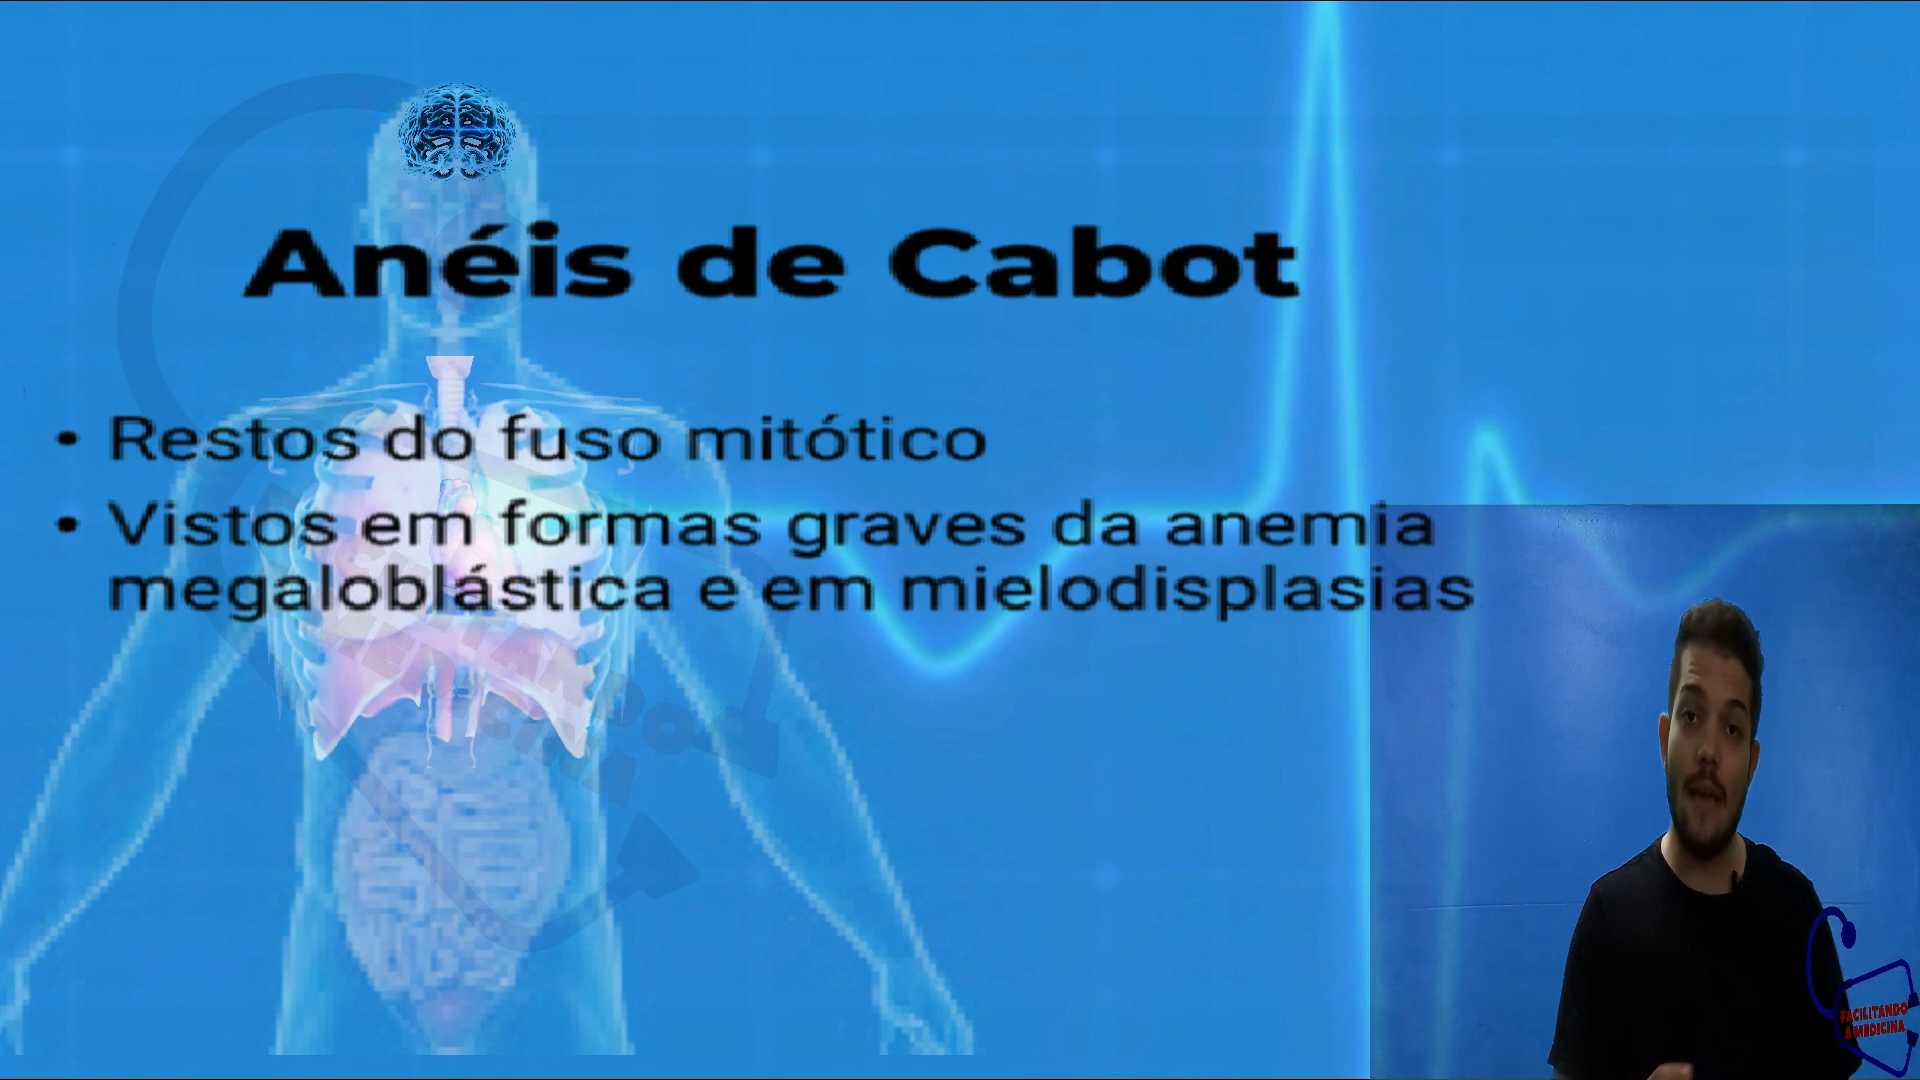 Anéis de Cabot
• Restos do fuso mitótico
• Vistos em formas graves da anemia
megaloblástica e em mielodisplasias
FACILITANDO
A MEDICINA